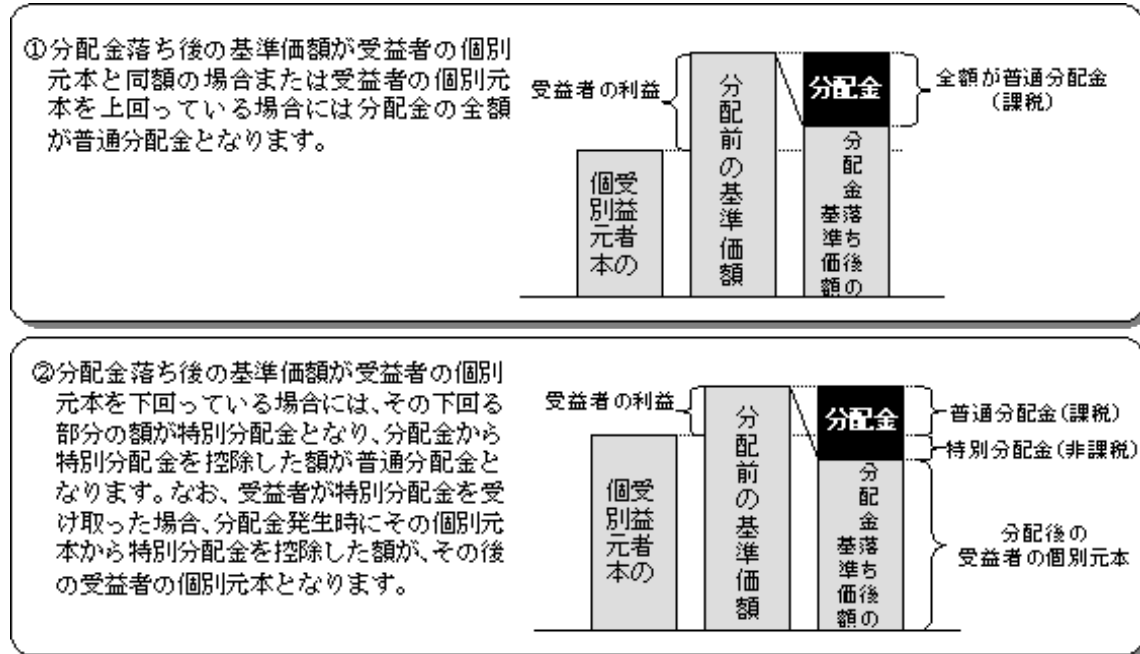 ①分配金落ち後の基準価額が受益者の個別
元本と同額の場合または受益者の個別元
本を上回っている場合には分配金の全額
が普通分配金となります。
受益者の利益
受益者の
個別元本
分配前の基準価額
分配金
分配金落ち後の
基準価額
全額が普通分配金
(課税)
②分配金落ち後の基準価額が受益者の個別
元本を下回っている場合には、その下回る
部分の額が特別分配金となり、分配金から
特別分配金を控除した額が普通分配金と
なります。なお、受益者が特別分配金を受
け取った場合、分配金発生時にその個別元
本から特別分配金を控除した額が、その後
の受益者の個別元本となります。
受益者の利益
受益者の
個別元本
分配前の基準価額
分配金
分配金落ち後の
基準価額
普通分配金(課税)
特別分配金(非課税)
分配後の
受益者の個別元本